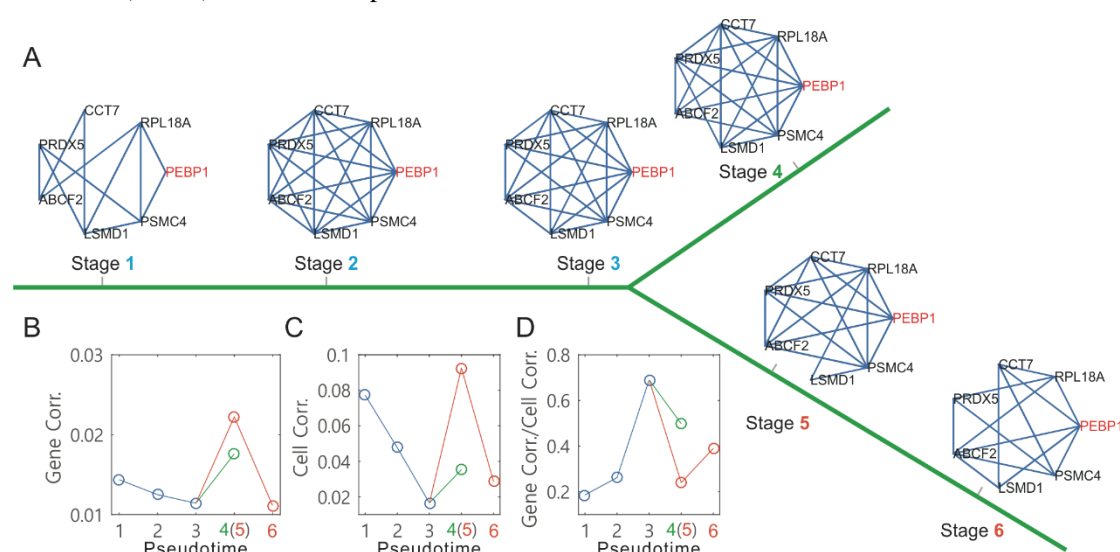 A
CCT7
RPL18A
PRDX5
PEBP1
ABCF2
PSMC4
LSMD1
Stage 4
CCT7
RPL18A
PRDX5
PEBP1
ABCF2
PSMC4
LSMD1
Stage 1
CCT7
RPL18A
PRDX5
PEBP1
ABCF2
PSMC4
LSMD1
Stage 2
CCT7
RPL18A
PRDX5
PEBP1
ABCF2
PSMC4
LSMD1
Stage 3
CCT7
RPL18A
PRDX5
PEBP1
ABCF2
PSMC4
LSMD1
Stage 5
CCT7
RPL18A
PRDX5
PEBP1
ABCF2
PSMC4
LSMD1
Stage 6
B
Gene Corr.
0.03
0.02
0.01
1 2 3 4(5) 6
Pseudotime
C
Cell Corr.
0.1
0.08
0.06
0.04
0.02
1 2 3 4(5) 6
Pseudotime
D
Gene Corr./Cell Corr.
0.8
0.6
0.4
0.2
1 2 3 4(5) 6
Pseudotime